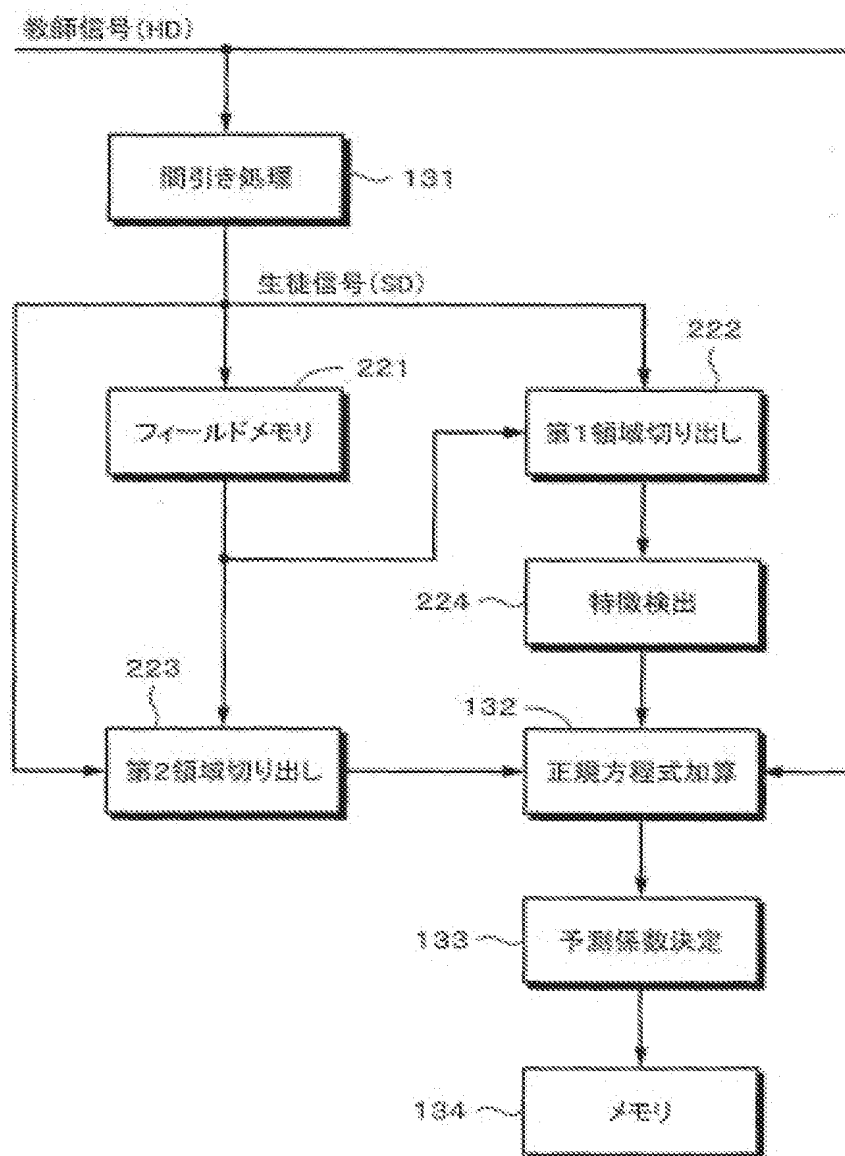 教師信号(HD)
間引き処理
131
生徒信号(SD)
221
222
フィールドメモリ
第1領域切り出し
224
特徴検出
223
132
第2領域切り出し
正規方程式加算
133
予測係数決定
134
メモリ